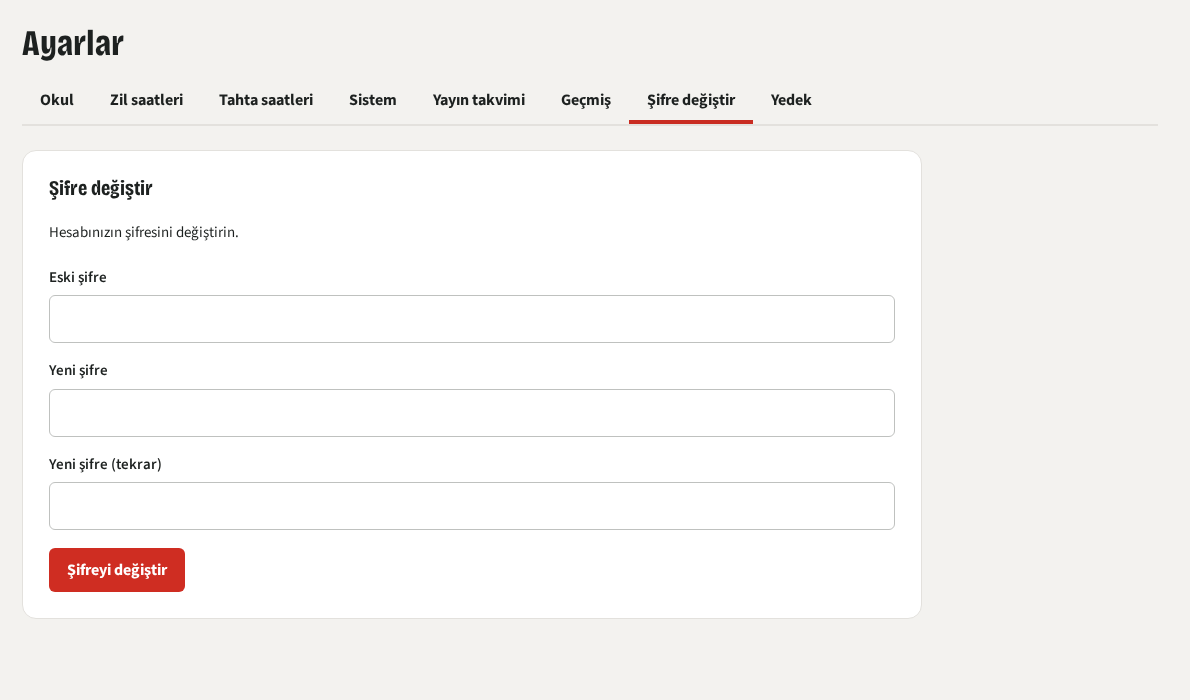 Ayarlar
Okul Zil saatleri Tahta saatleri Sistem Yayın takvimi Geçmiş Şifre değiştir Yedek
Şifre değiştir
Hesabınızın şifresini değiştirin.
Eski şifre
Yeni şifre
Yeni şifre (tekrar)
Şifreyi değiştir